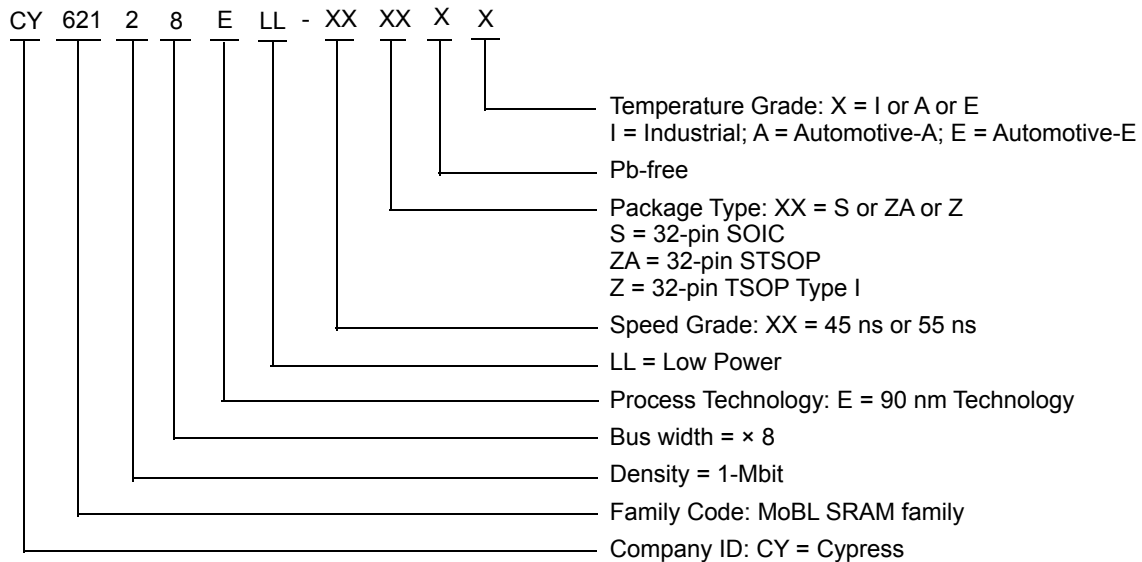 CY 621 2 8 E LL - XX XX X X
Temperature Grade: X = I or A or E
I = Industrial; A = Automotive-A; E = Automotive-E
Pb-free
Package Type: XX = S or ZA or Z
S = 32-pin SOIC
ZA = 32-pin STSOP
Z = 32-pin TSOP Type I
Speed Grade: XX = 45 ns or 55 ns
LL = Low Power
Process Technology: E = 90 nm Technology
Bus width = × 8
Density = 1-Mbit
Family Code: MoBL SRAM family
Company ID: CY = Cypress